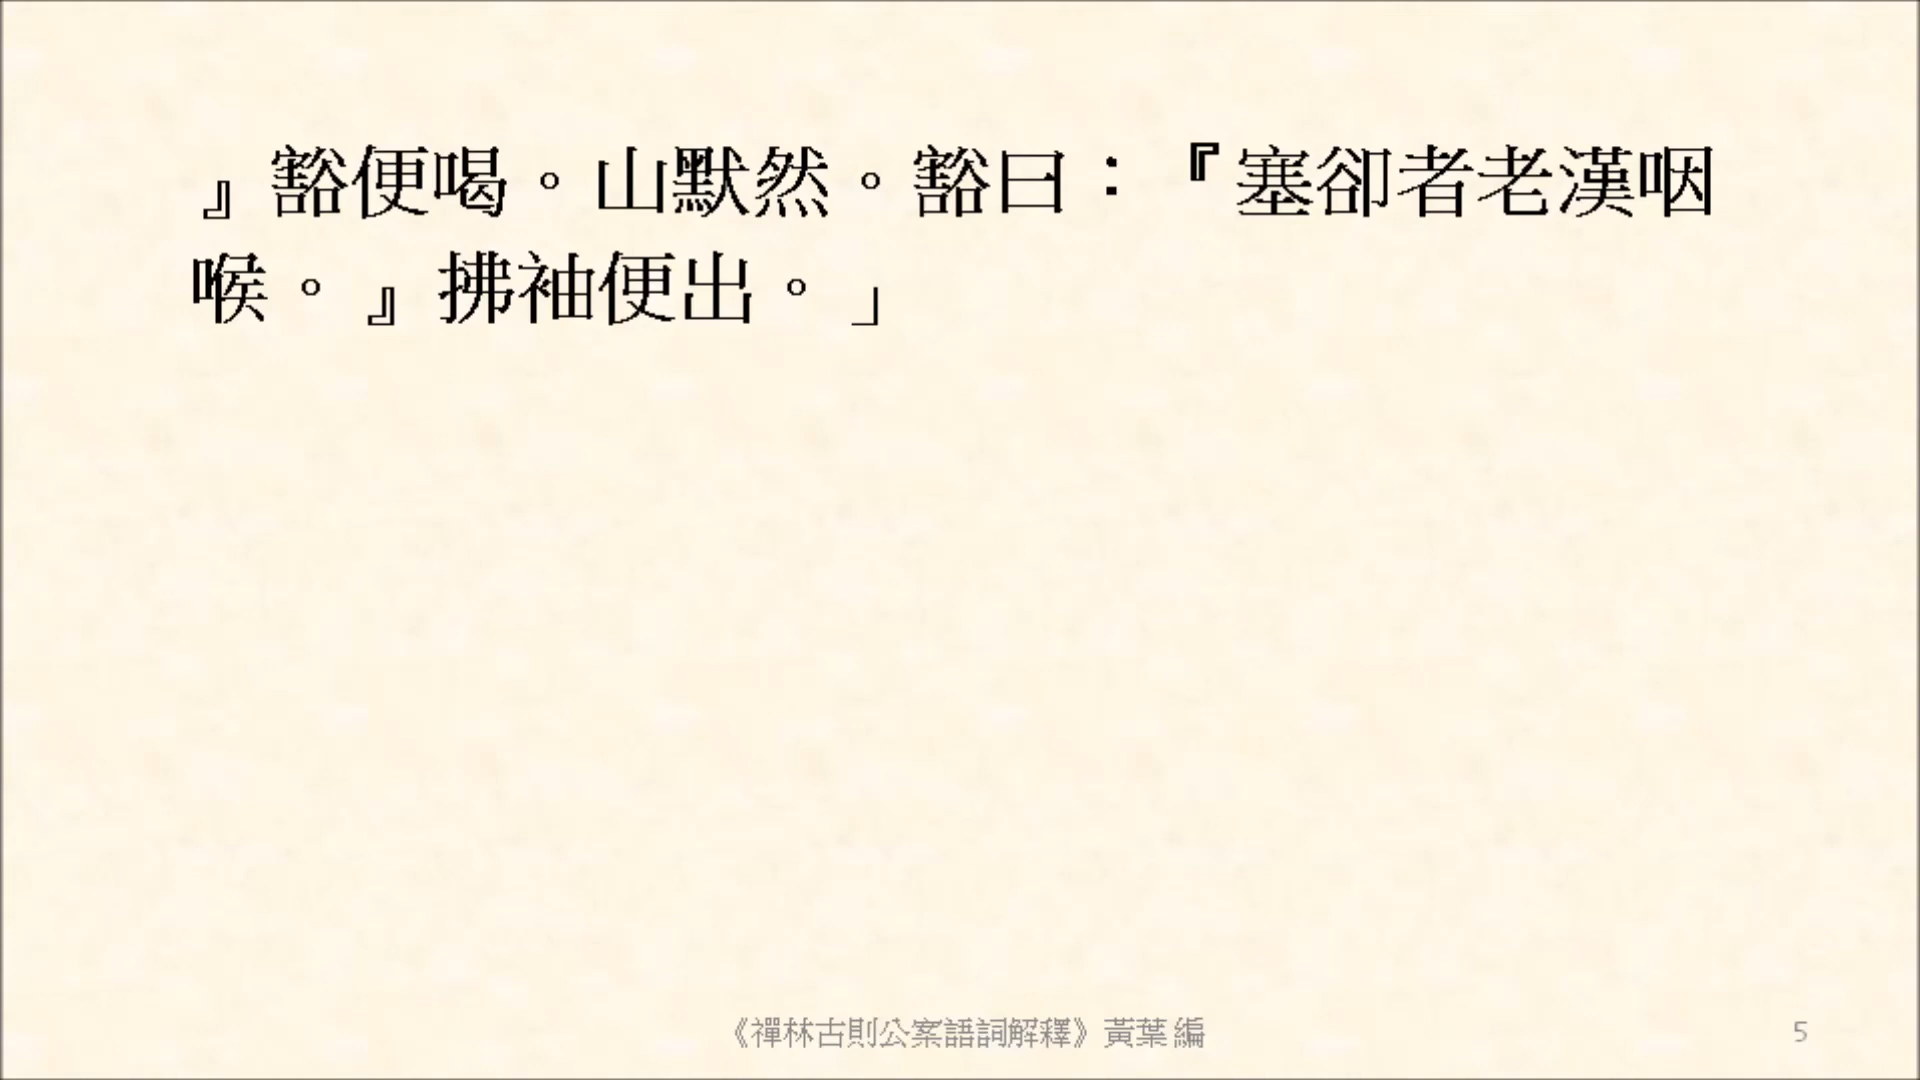 』豁便喝。山默然。豁曰：『塞卻者老漢咽
喉。』拂袖便出。」
《禪林古則公案語詞解釋》黃葉 編
5